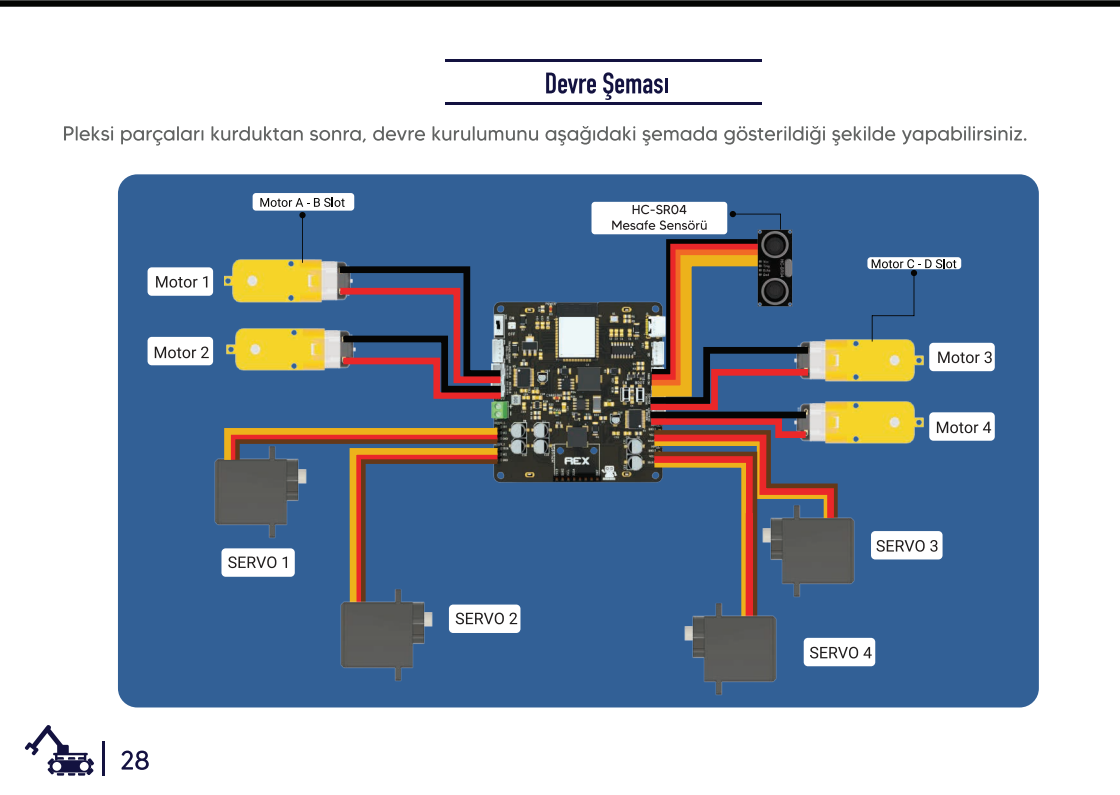 Devre Şeması
Pleksi parçaları kurduktan sonra, devre kurulumunu aşağıdaki şemada gösterildiği şekilde yapabilirsiniz.
Motor A - B Slot
HC-SR04
Mesafe Sensörü
Motor C - D Slot
Motor 1
Motor 2
Motor 3
Motor 4
REX
SERVO 1
SERVO 2
SERVO 3
SERVO 4
28